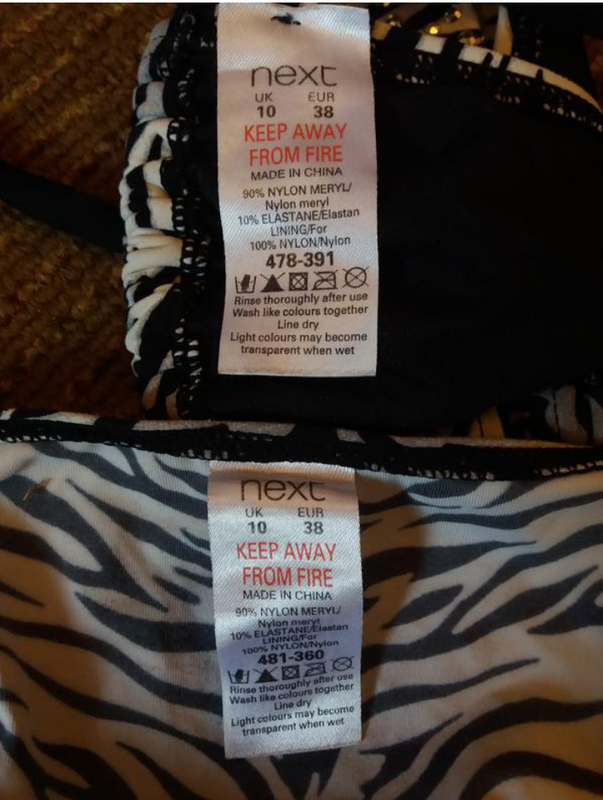 next
UK EUR
10 38
KEEP AWAY
FROM FIRE
MADE IN CHINA
90% NYLON MERYL/
Nylon meryl
10% ELASTANE/Elastan
LINING/For
100% NYLON/Nylon
478-391
Rinse thoroughly after use
Wash like colours together
Line dry
Light colours may become
transparent when wet
next
UK EUR
10 38
KEEP AWAY
FROM FIRE
MADE IN CHINA
90% NYLON MERYL/
Nylon meryl
10% ELASTANE/Elastan
LINING/For
100% NYLON/Nylon
481-360
Rinse thoroughly after use
Wash like colours together
Line dry
Light colours may become
transparent when wet